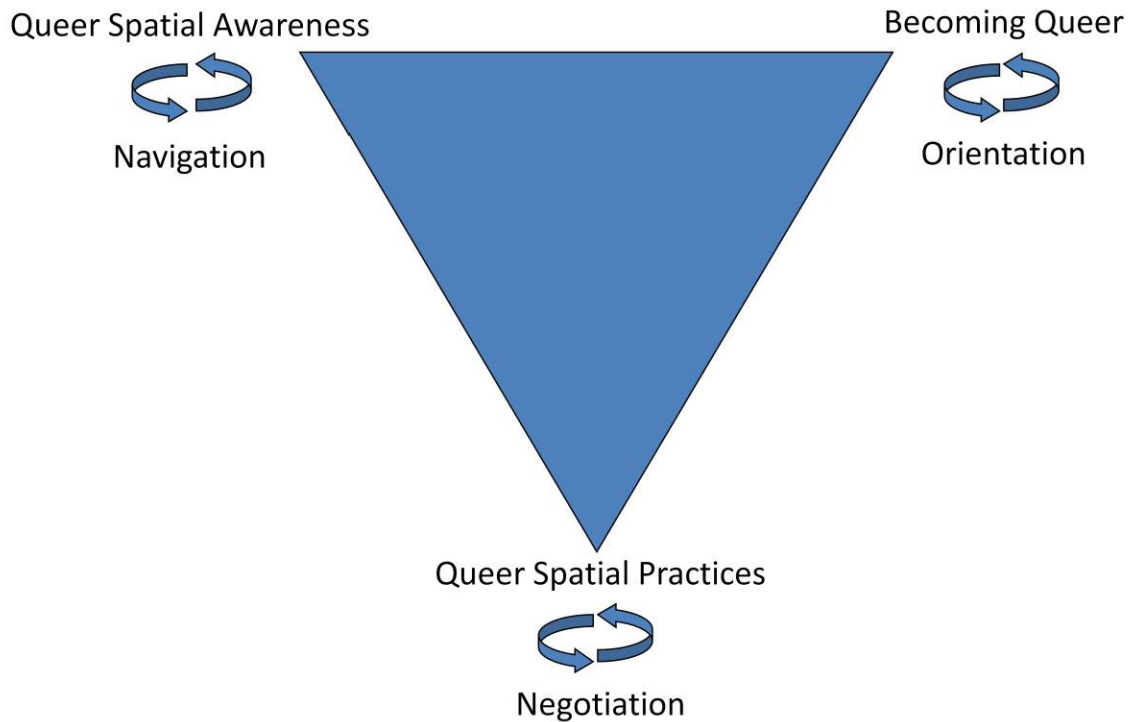 Queer Spatial Awareness
Navigation
Becoming Queer
Orientation
Queer Spatial Practices
Negotiation